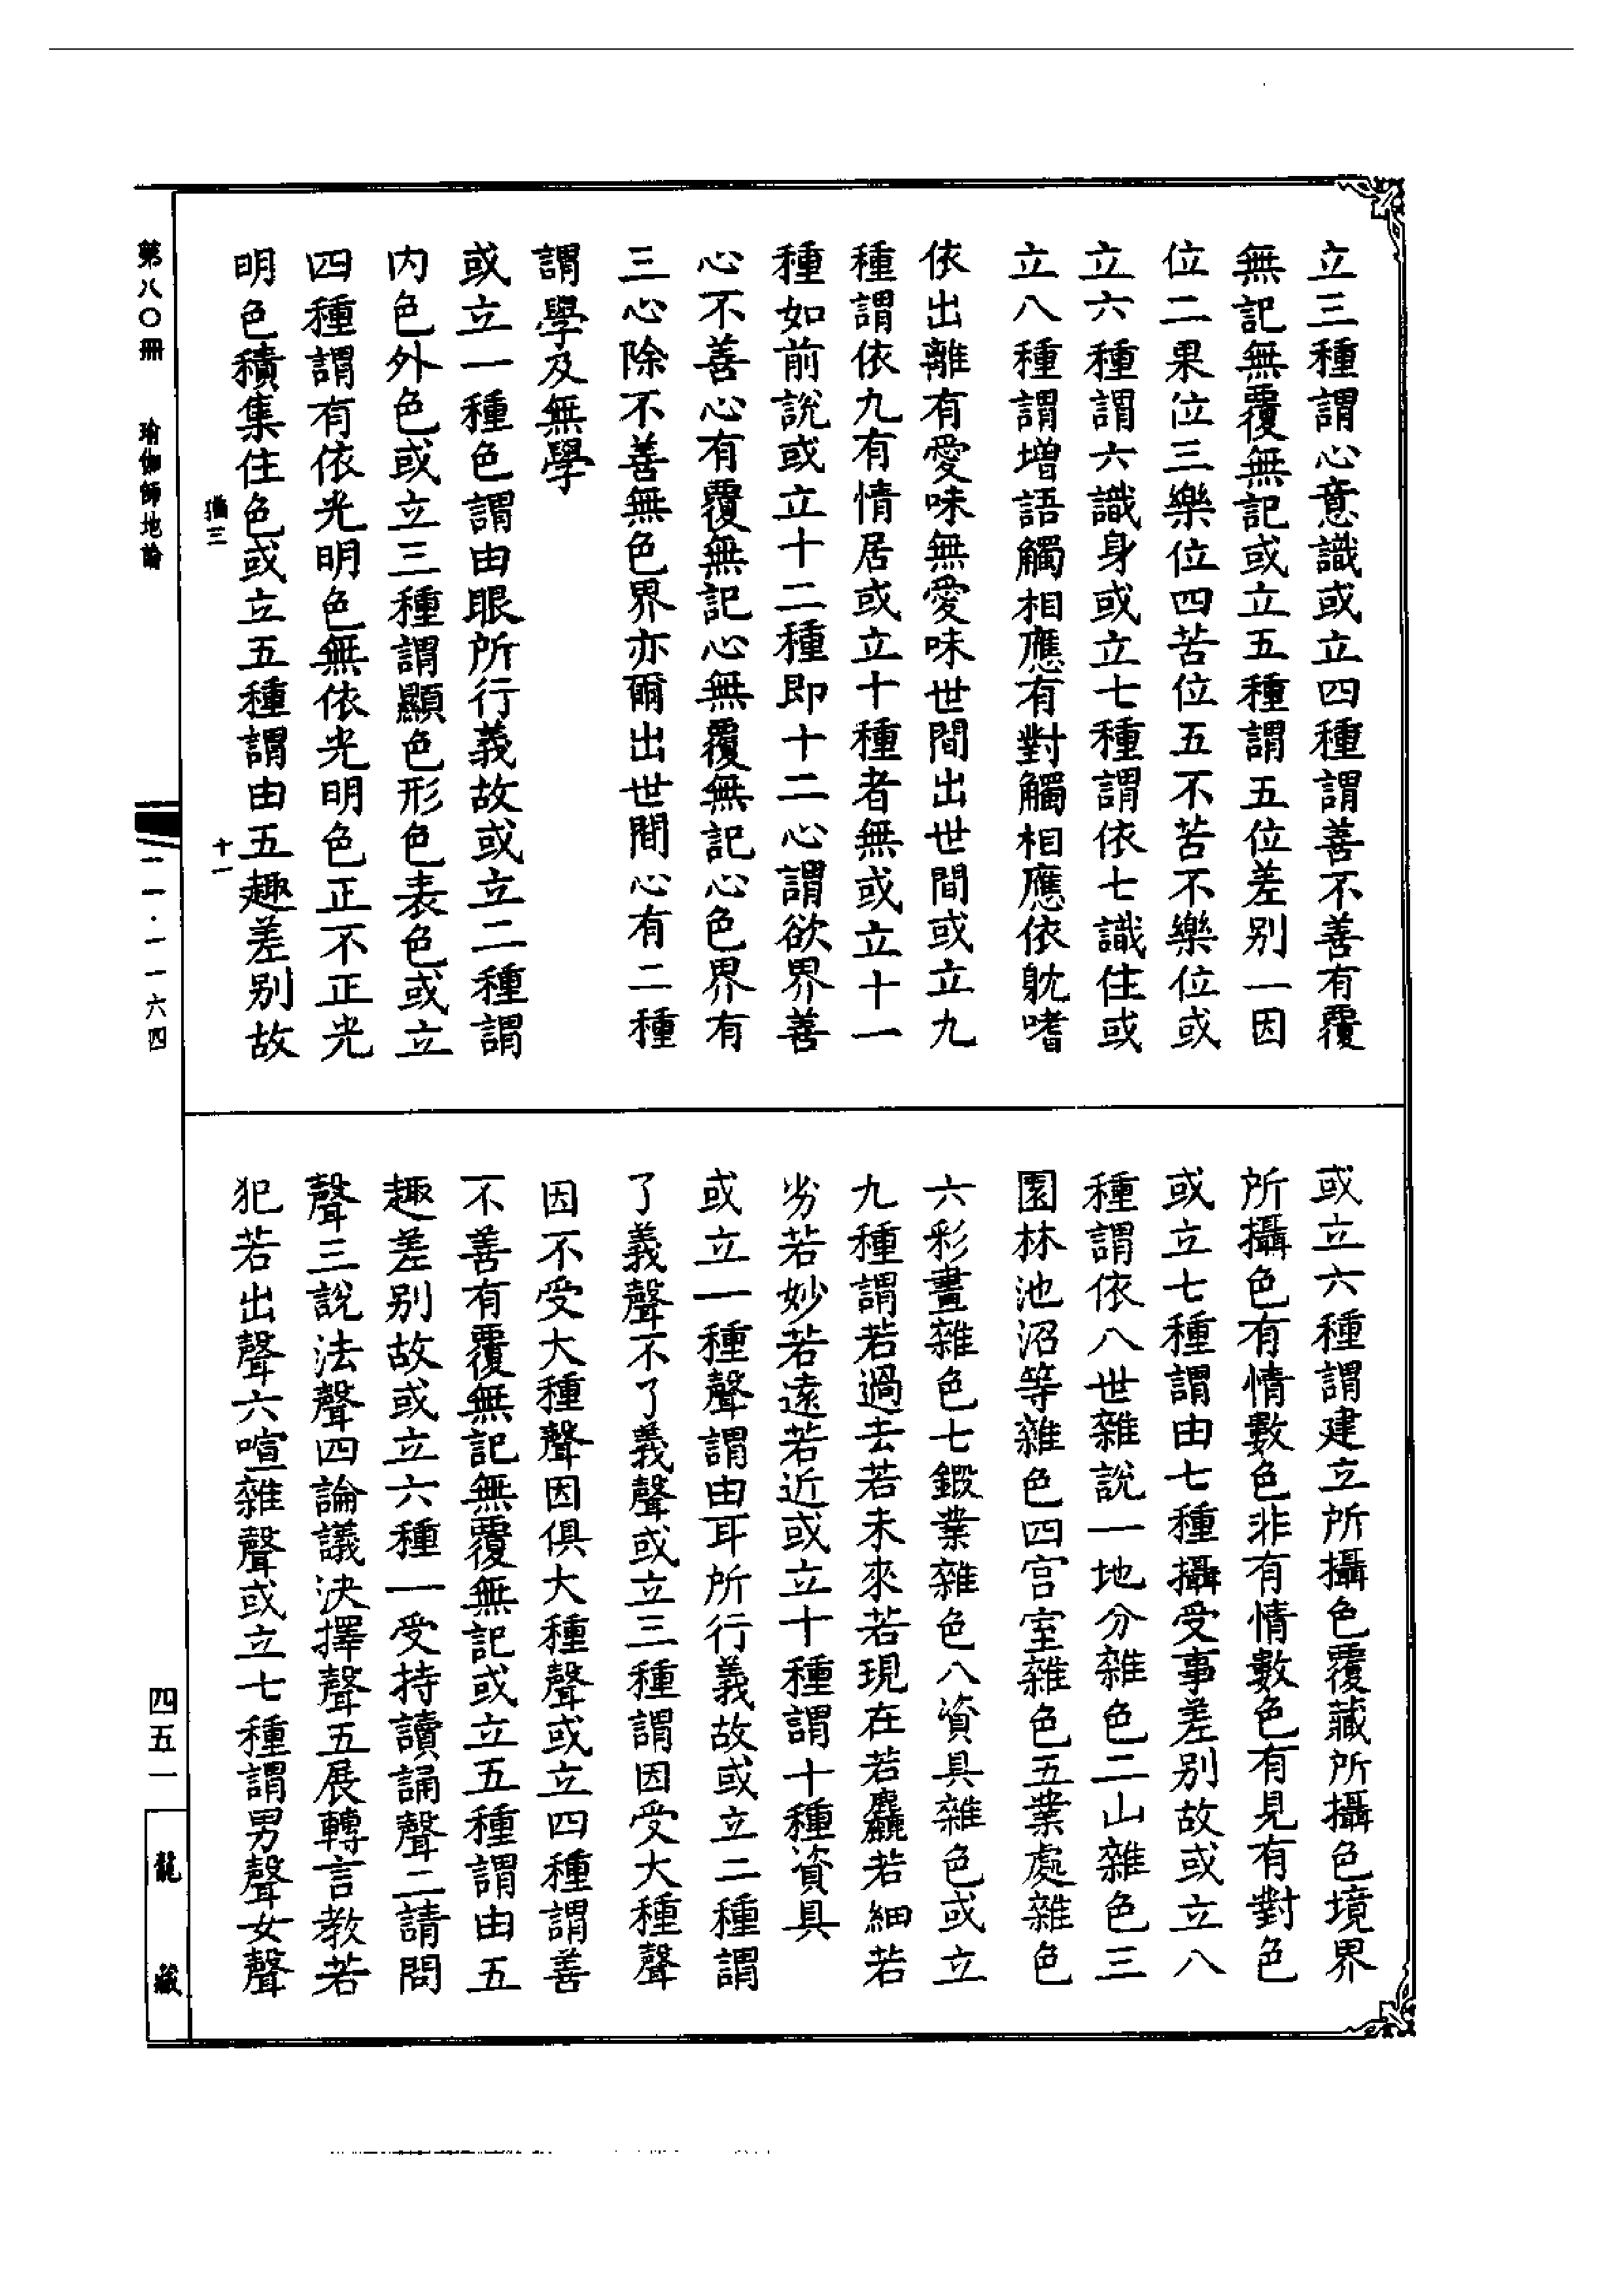 立三種謂心意識或立四種謂善不善有覆
無記無覆無記或立五種謂五位差別一因
位二果位三樂位四苦位五不苦不樂位或
立六種謂六識身或立七種謂依七識住或
立八種謂增語觸相應有對觸相應依躭嗜
依出離有愛味無愛味世間出世間或立九
種謂依九有情居或立十種者無或立十一
種如前說或立十二種即十二心謂欲界善
心不善心有覆無記心無覆無記心色界有
三心除不善無色界亦爾出世間心有二種
謂學及無學
或立一種色謂由眼所行義故或立二種謂
内色外色或立三種謂顯色形色表色或立
四種謂有依光明色無依光明色正不正光
明色積集住色或立五種謂由五趣差別故
或立六種謂建立所攝色覆藏所攝色境界
所攝色有情數色非有情數色有見有對色
或立七種謂由七種攝受事差別故或立八
種謂依八世雜說一地分雜色二山雜色三
園林池沼等雜色四宫室雜色五業處雜色
六彩畫雜色七鍛業雜色八資具雜色或立
九種謂若過去若未來若現在若麤若細若
劣若妙若遠若近或立十種謂十種資具
或立一種聲謂由耳所行義故或立二種謂
了義聲不了義聲或立三種謂因受大種聲
因不受大種聲因俱大種聲或立四種謂善
不善有覆無記無覆無記或立五種謂由五
趣差別故或立六種一受持讀誦聲二請問
聲三說法聲四論議決擇聲五展轉言教若
犯若出聲六喧雜聲或立七種謂男聲女聲
猶三
十一
第八〇冊
瑜伽師地論
一一·一一六四
四五一
龍藏